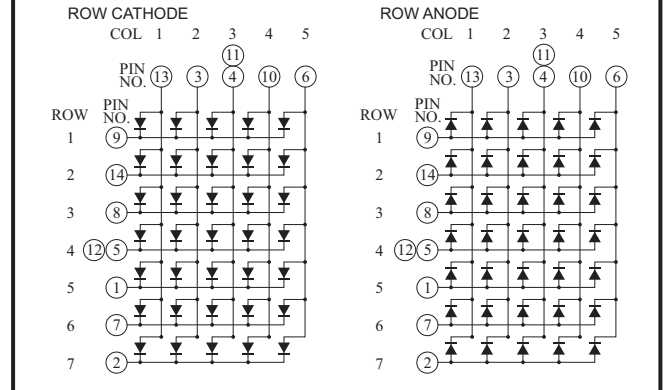 ROW CATHODE
COL 1 2 3 4 5
11
PIN NO. 13 3 4 10 6
ROW PIN NO.
1 9
2 14
3 8
4 12 5
5 1
6 7
7 2
ROW ANODE
COL 1 2 3 4 5
11
PIN NO. 13 3 4 10 6
ROW PIN NO.
1 9
2 14
3 8
4 12 5
5 1
6 7
7 2